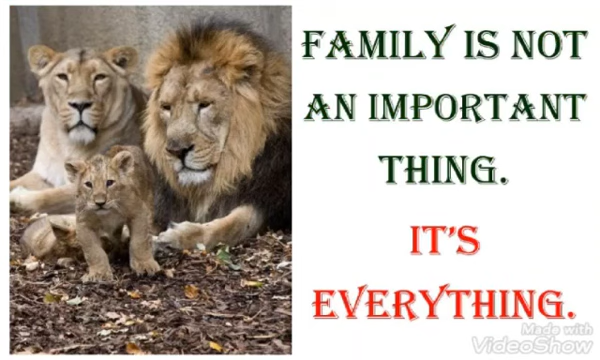 FAMILY IS NOT
AN IMPORTANT
THING.
IT'S
EVERYTHING.
Made with
VideoShow